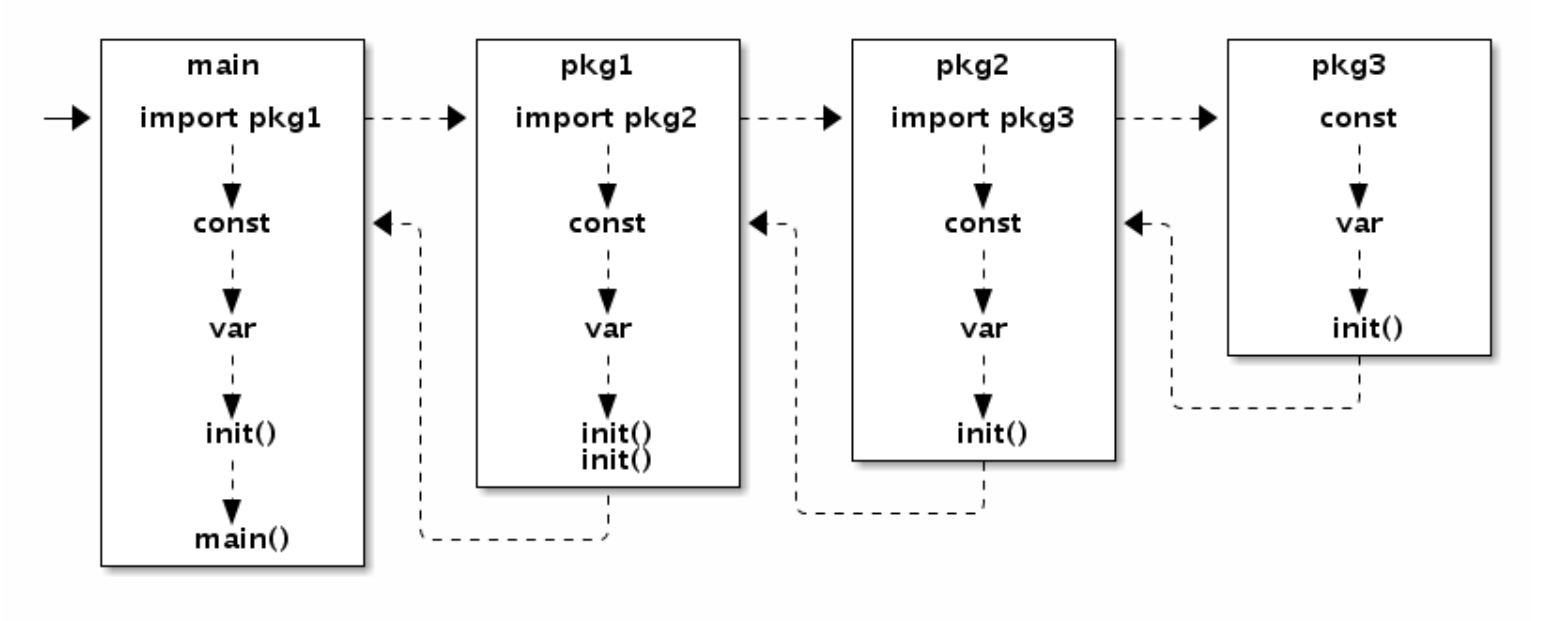 main
import pkg1
const
var
init()
main()
pkg1
import pkg2
const
var
init()
init()
pkg2
import pkg3
const
var
init()
pkg3
const
var
init()